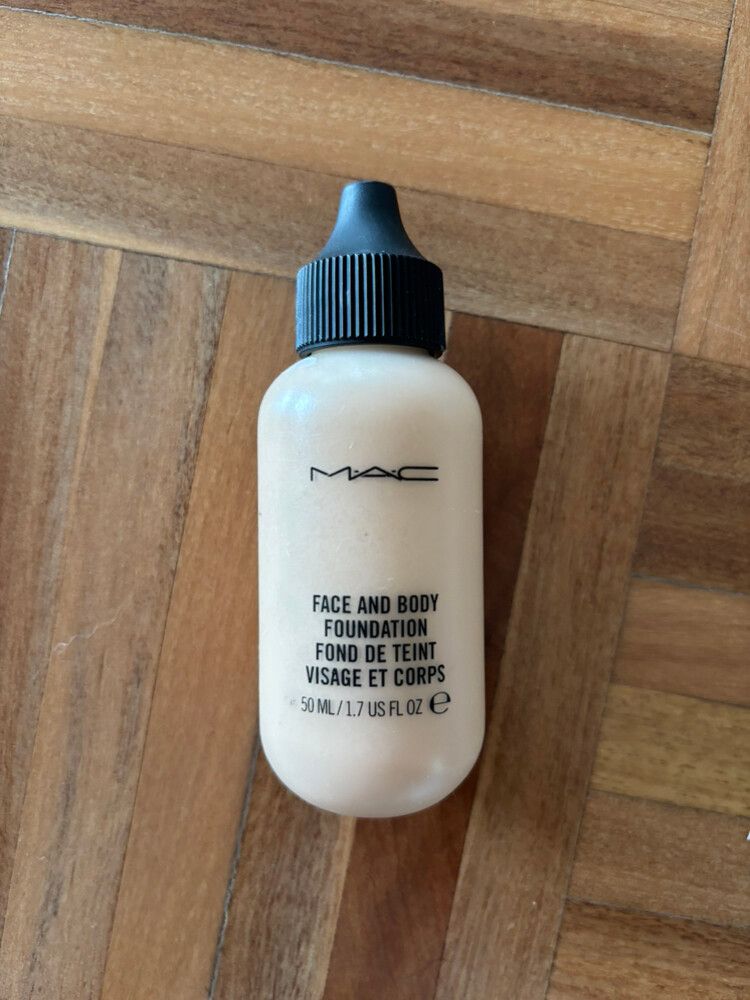 M·A·C
FACE AND BODY
FOUNDATION
FOND DE TEINT
VISAGE ET CORPS
50 ML / 1.7 US FL OZ ℮